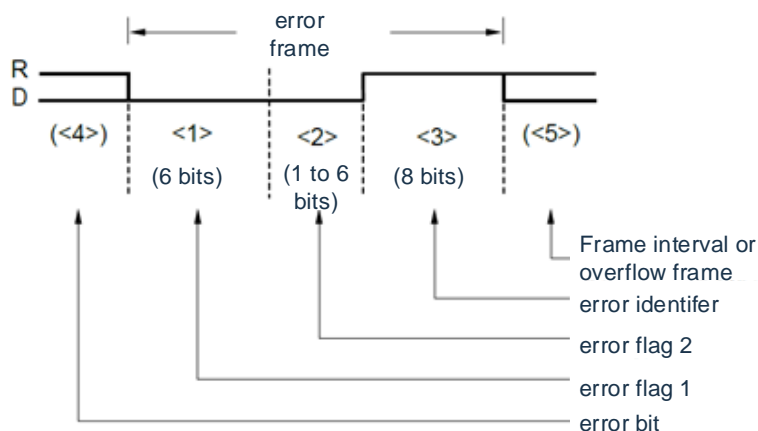 error
frame
R
D
(<4>) <1> <2> <3> (<5>)
(6 bits) (1 to 6
bits) (8 bits)
Frame interval or
overflow frame
error identifer
error flag 2
error flag 1
error bit